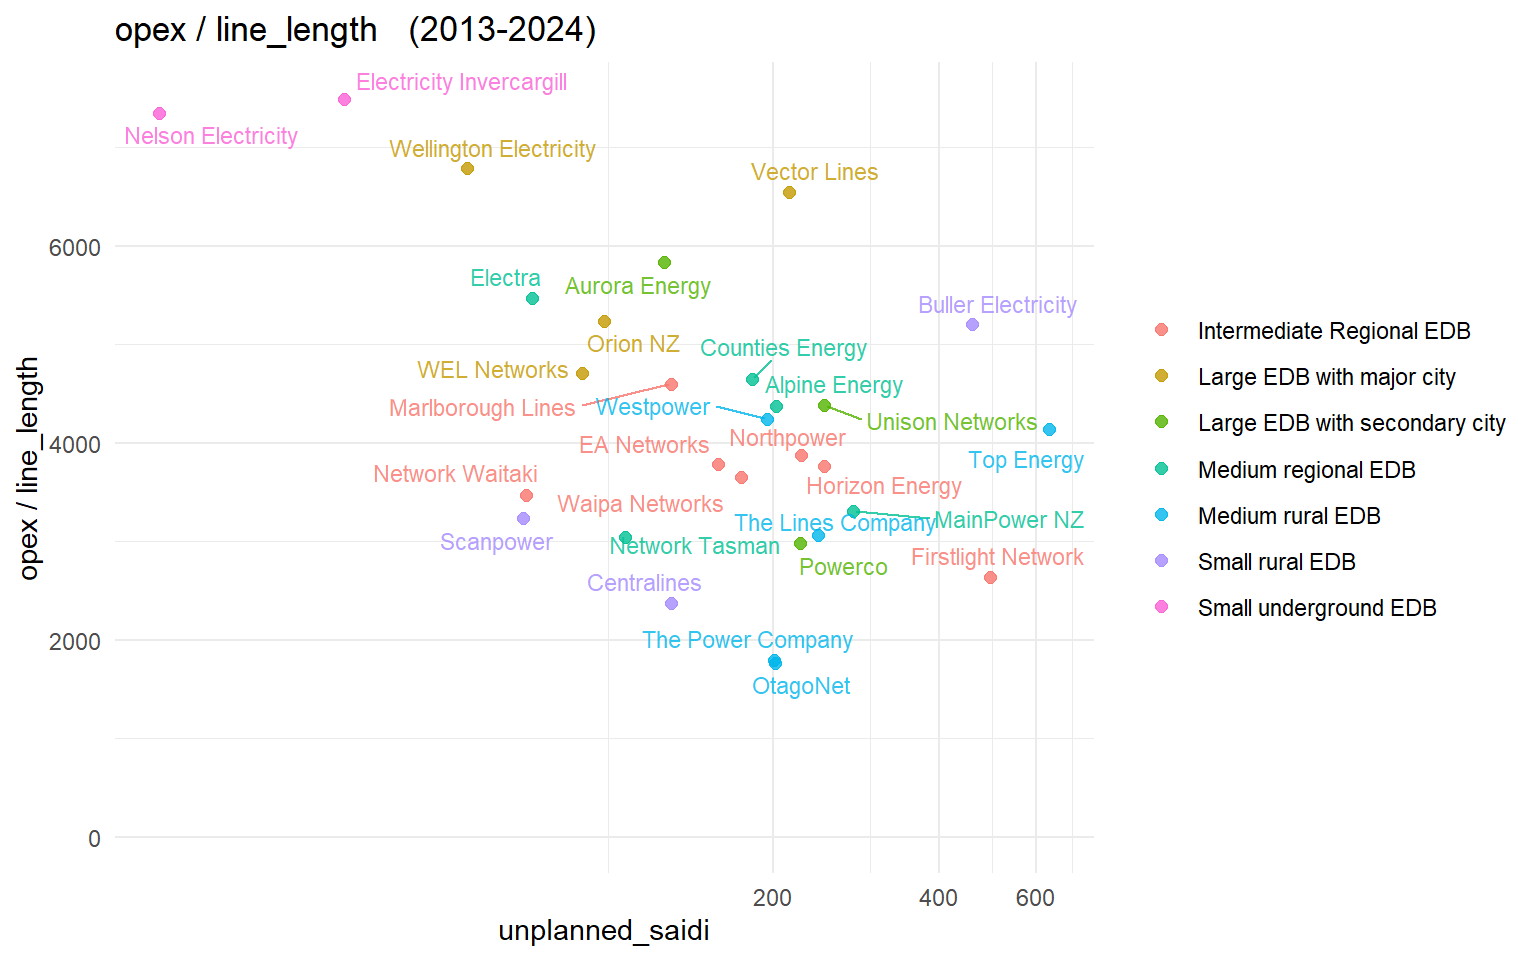 opex / line_length   (2013-2024)
Electricity Invercargill
Nelson Electricity
Wellington Electricity
Vector Lines
6000
Electra
Aurora Energy
Buller Electricity
Orion NZ
Counties Energy
WEL Networks
Alpine Energy
Marlborough Lines
Westpower
Unison Networks
4000
Northpower
EA Networks
Top Energy
Network Waitaki
Horizon Energy
Waipa Networks
The Lines Company
MainPower NZ
Scanpower
Network Tasman
Firstlight Network
Powerco
Centralines
2000
The Power Company
OtagoNet
0
200
400
600
unplanned_saidi
opex / line_length
Intermediate Regional EDB
Large EDB with major city
Large EDB with secondary city
Medium regional EDB
Medium rural EDB
Small rural EDB
Small underground EDB